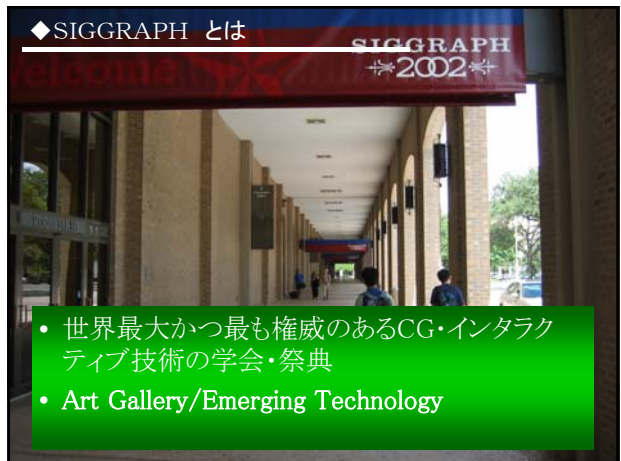 ◆SIGGRAPH とは
SIGGRAPH
2002
Welcome
• 世界最大かつ最も権威のあるCG・インタラク
ティブ技術の学会・祭典
• Art Gallery/Emerging Technology